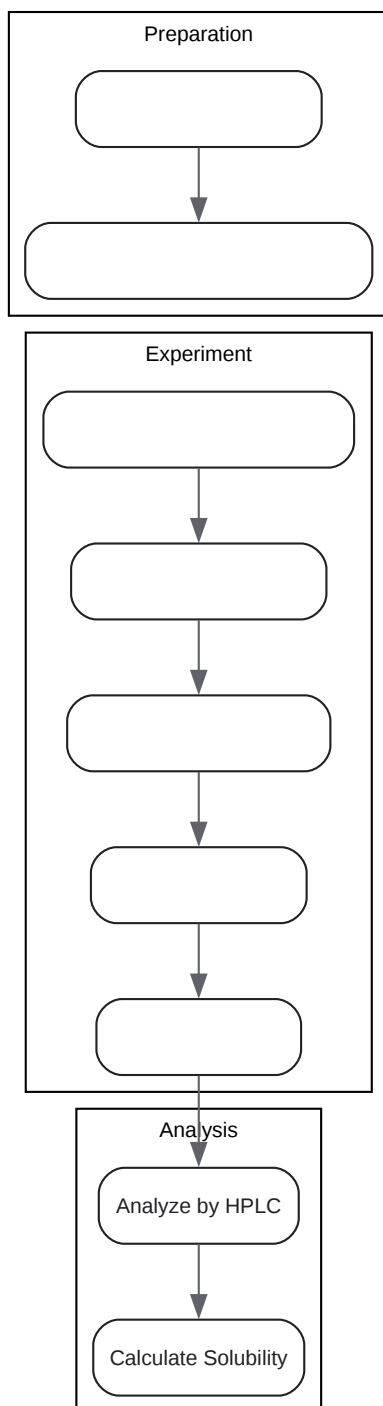 Preparation
Experiment
Analysis
Analyze by HPLC
Calculate Solubility